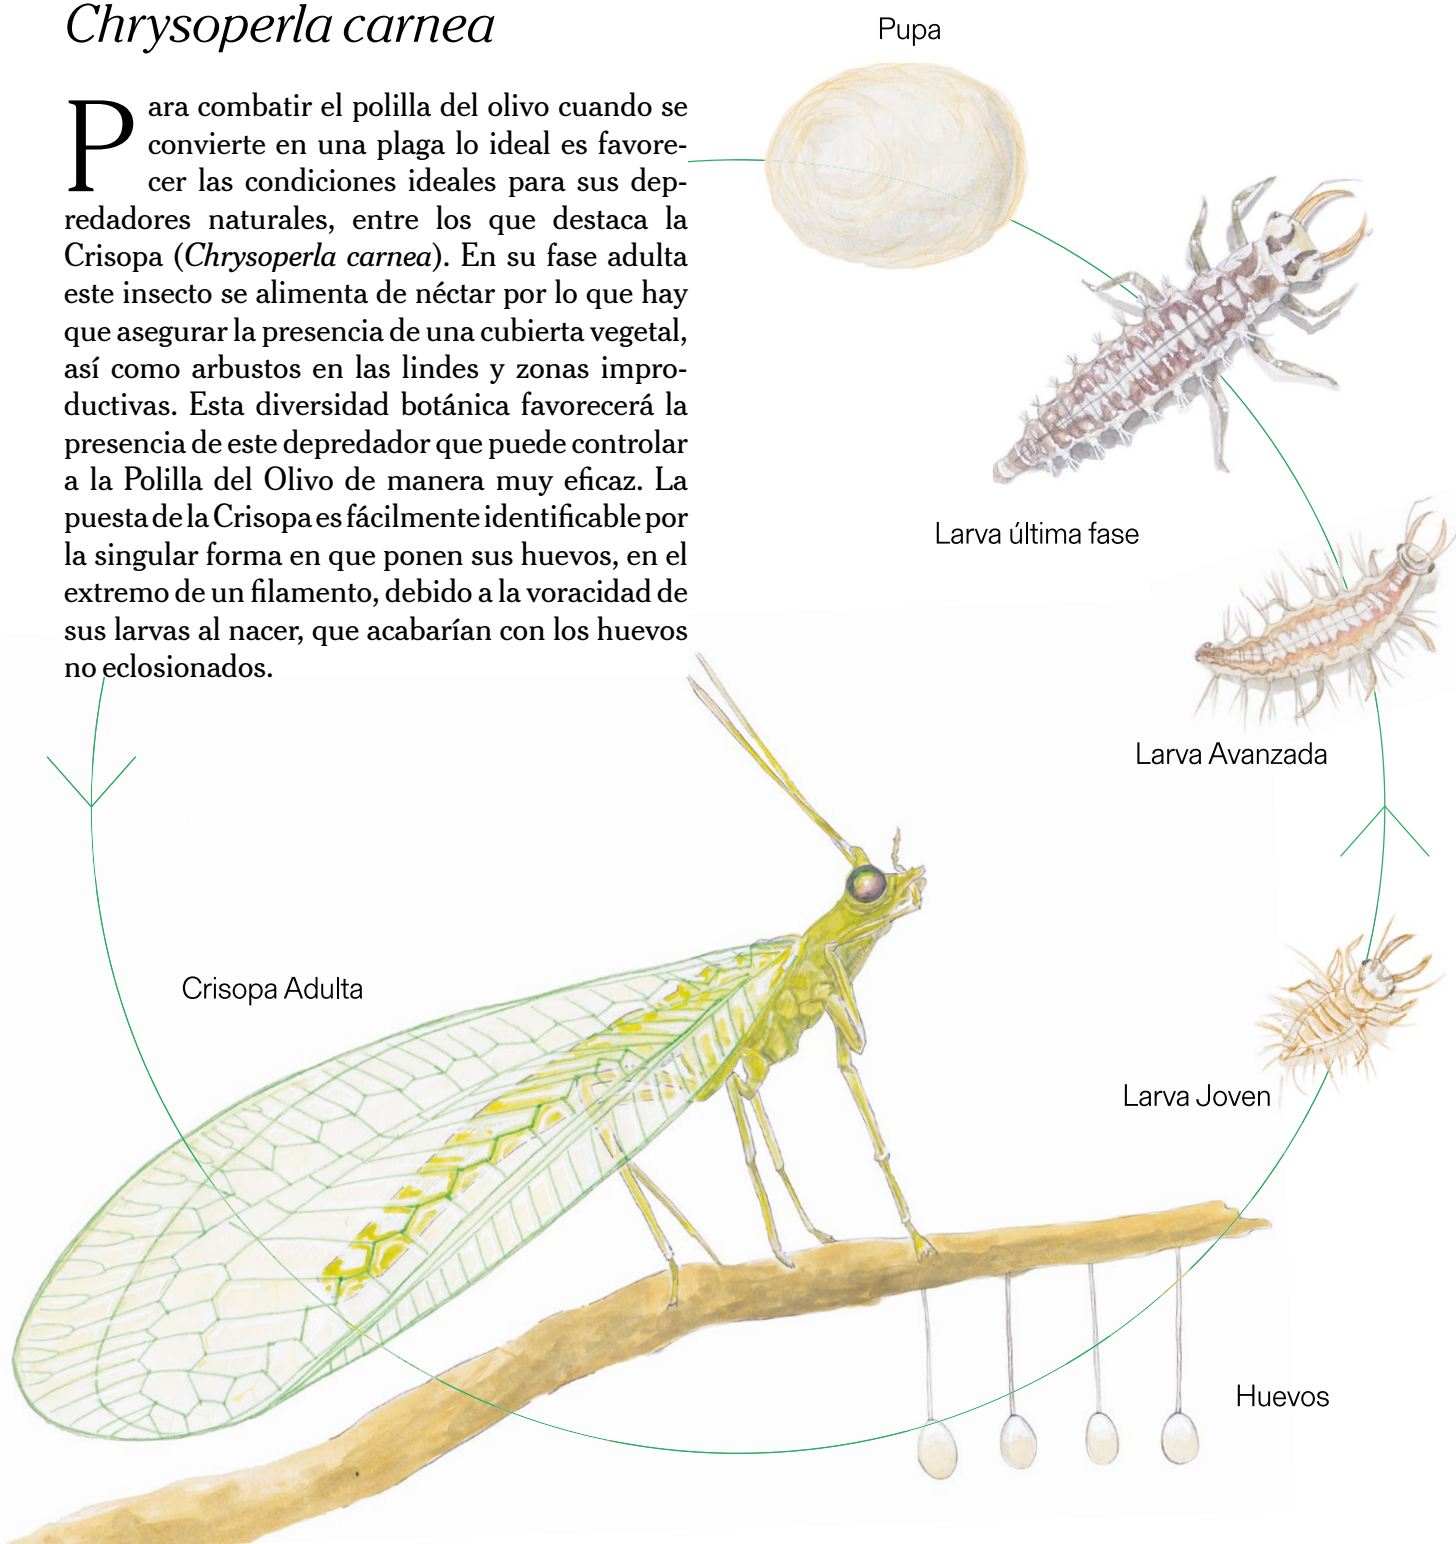 Chrysoperla carnea
Para combatir el polilla del olivo cuando se
convierte en una plaga lo ideal es favore-
cer las condiciones ideales para sus dep-
redadores naturales, entre los que destaca la
Crisopa (Chrysoperla carnea). En su fase adulta
este insecto se alimenta de néctar por lo que hay
que asegurar la presencia de una cubierta vegetal,
así como arbustos en las lindes y zonas impro-
ductivas. Esta diversidad botánica favorecerá la
presencia de este depredador que puede controlar
a la Polilla del Olivo de manera muy eficaz. La
puesta de la Crisopa es fácilmente identificable por
la singular forma en que ponen sus huevos, en el
extremo de un filamento, debido a la voracidad de
sus larvas al nacer, que acabarían con los huevos
no eclosionados.
Pupa
Larva última fase
Larva Avanzada
Crisopa Adulta
Larva Joven
Huevos